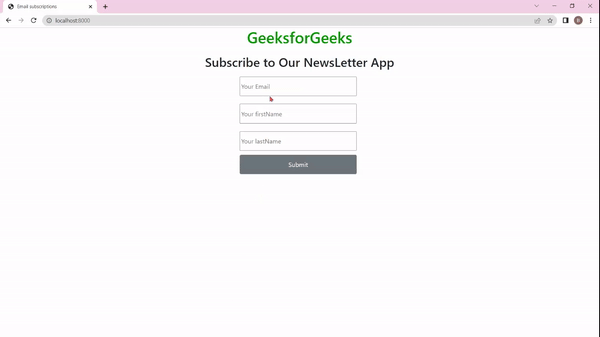 Email subscriptions
localhost:8000
GeeksforGeeks
Subscribe to Our NewsLetter App
Your Email
Your firstName
Your lastName
Submit